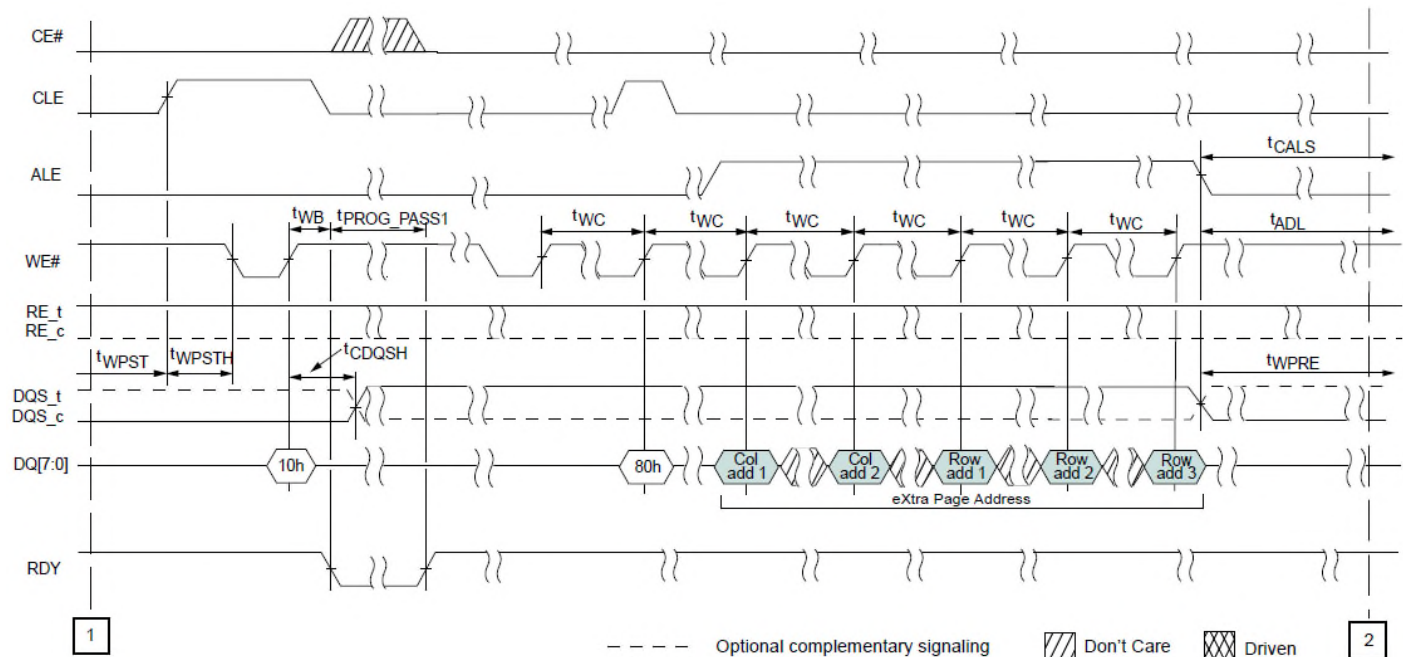 CE#
CLE
ALE
tCALS
tWB
tPROG_PASS1
tWC
tWC
tWC
tWC
tWC
tWC
tADL
WE#
RE_t
RE_c
tWPST
tWPSTH
tCDQSH
tWPRE
DQS_t
DQS_c
DQ[7:0]
10h
80h
Col
add 1
Col
add 2
Row
add 1
Row
add 2
Row
add 3
eXtra Page Address
RDY
1
Optional complementary signaling
Don't Care
Driven
2